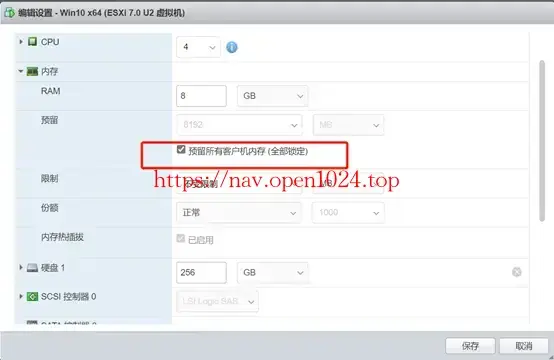 编辑设置 - Win10 x64 (ESXi 7.0 U2 虚拟机)
CPU 4
内存
RAM 8 GB
预留 8192 MB
预留所有客户机内存 (全部锁定)
限制 不受限制 MB
https://nav.open1024.top
份额 正常 1000
内存热插拔 已启用
硬盘 1 256 GB
SCSI 控制器 0 LSI Logic SAS
SATA 控制器 0
保存 取消